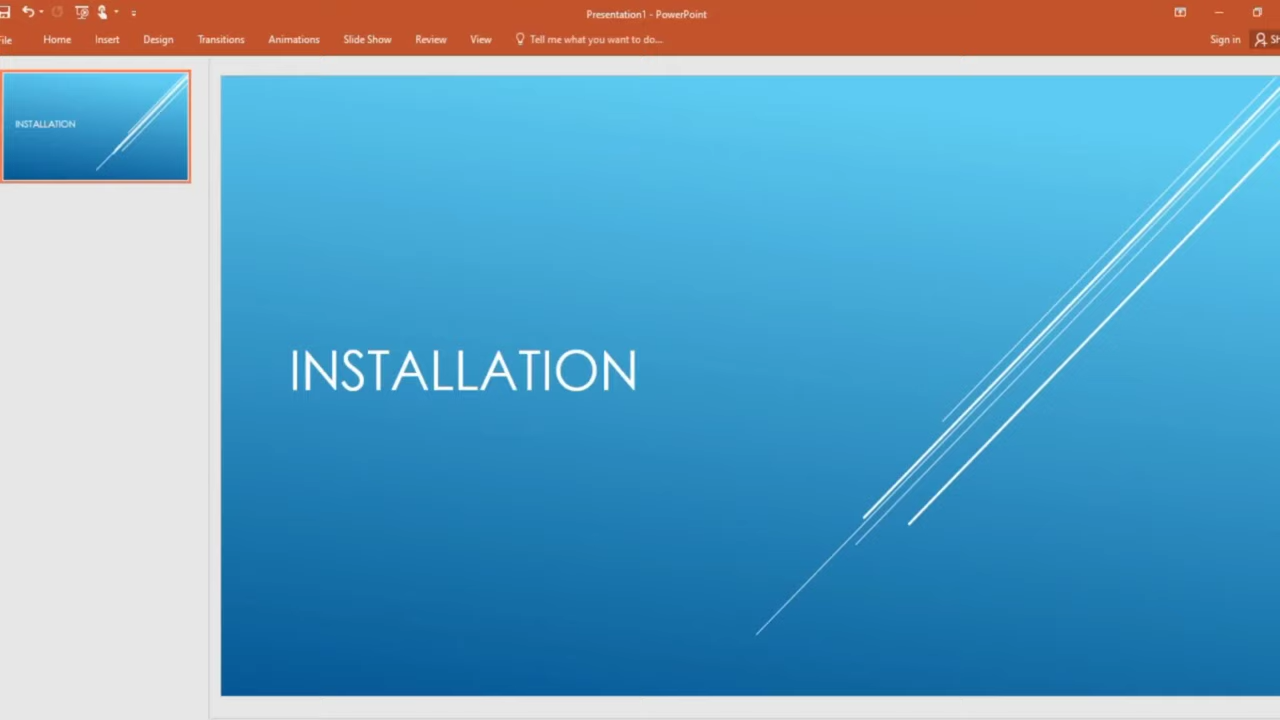 Presentation1 - PowerPoint
Home Insert Design Transitions Animations Slide Show Review View Tell me what you want to do... Sign in
INSTALLATION
INSTALLATION